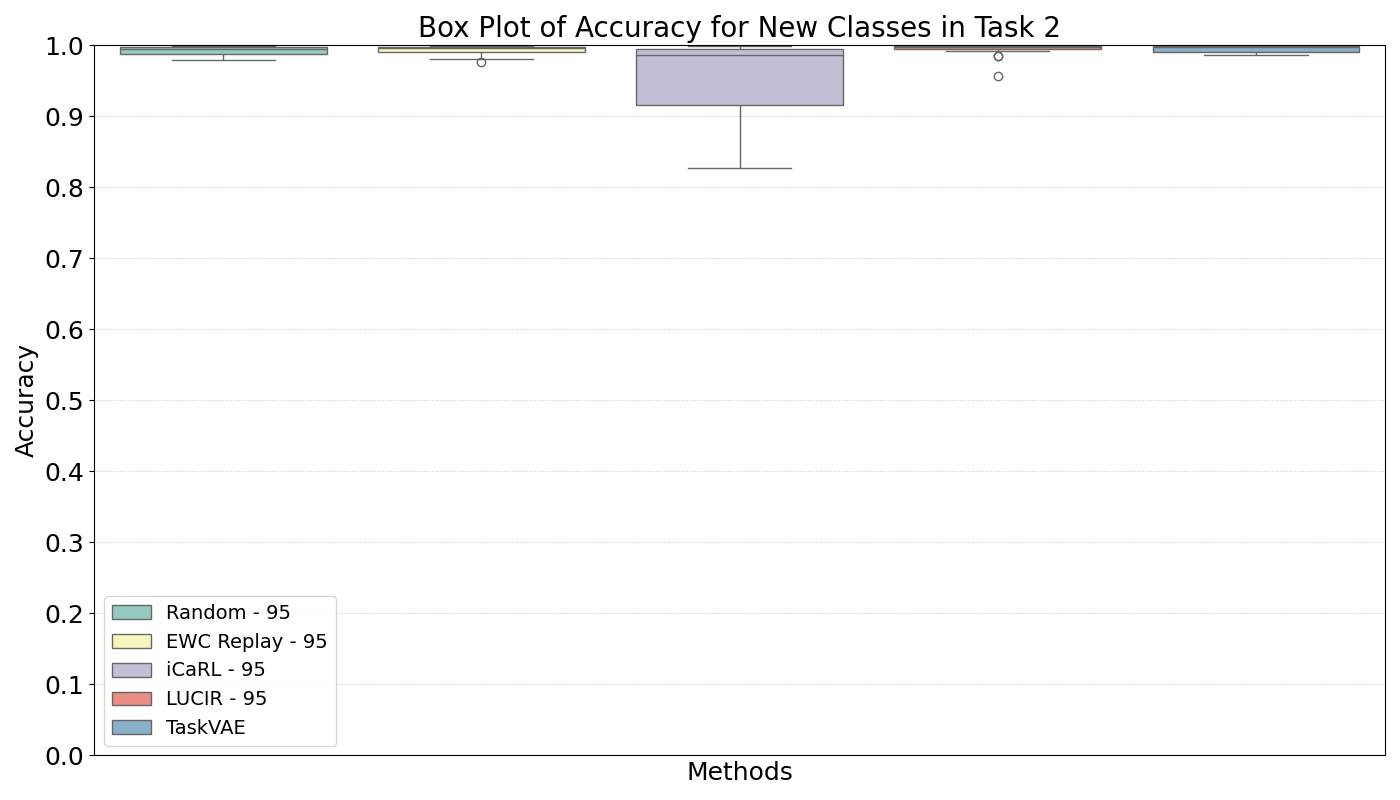 Box Plot of Accuracy for New Classes in Task 2
1.0
0.9
0.8
0.7
0.6
0.5
0.4
0.3
0.2
0.1
0.0
Accuracy
Random - 95
EWC Replay - 95
iCaRL - 95
LUCIR - 95
TaskVAE
Methods